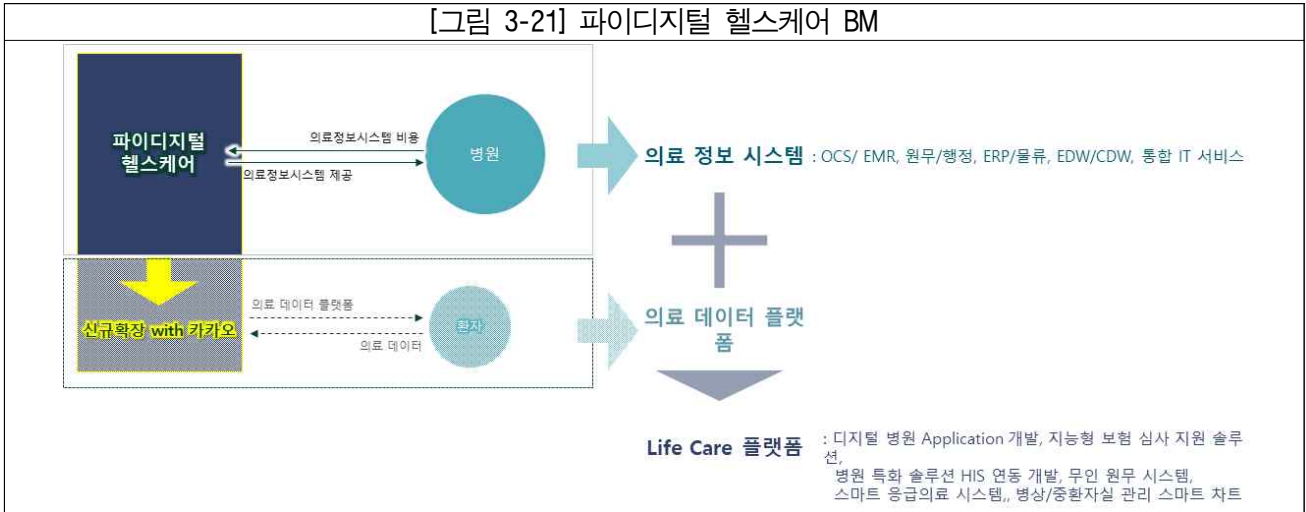 [그림 3-21] 파이디지털 헬스케어 BM
파이디지털
헬스케어
의료정보시스템 비용
의료정보시스템 제공
병원
의료 정보 시스템 : OCS/ EMR, 원무/행정, ERP/물류, EDW/CDW, 통합 IT 서비스
신규확장 with 카카오
의료 데이터 플랫폼
의료 데이터
환자
의료 데이터 플랫
폼
Life Care 플랫폼 : 디지털 병원 Application 개발, 지능형 보험 심사 지원 솔루
션,
병원 특화 솔루션 HIS 연동 개발, 무인 원무 시스템,
스마트 응급의료 시스템,, 병상/중환자실 관리 스마트 차트